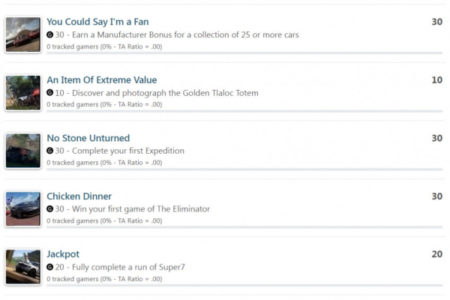 You Could Say I'm a Fan 30
G 30 - Earn a Manufacturer Bonus for a collection of 25 or more cars
0 tracked gamers (0% - TA Ratio = .00)
An Item Of Extreme Value 10
G 10 - Discover and photograph the Golden Tlaloc Totem
0 tracked gamers (0% - TA Ratio = .00)
No Stone Unturned 30
G 30 - Complete your first Expedition
0 tracked gamers (0% - TA Ratio = .00)
Chicken Dinner 30
G 30 - Win your first game of The Eliminator
0 tracked gamers (0% - TA Ratio = .00)
Jackpot 20
G 20 - Fully complete a run of Super7
0 tracked gamers (0% - TA Ratio = .00)